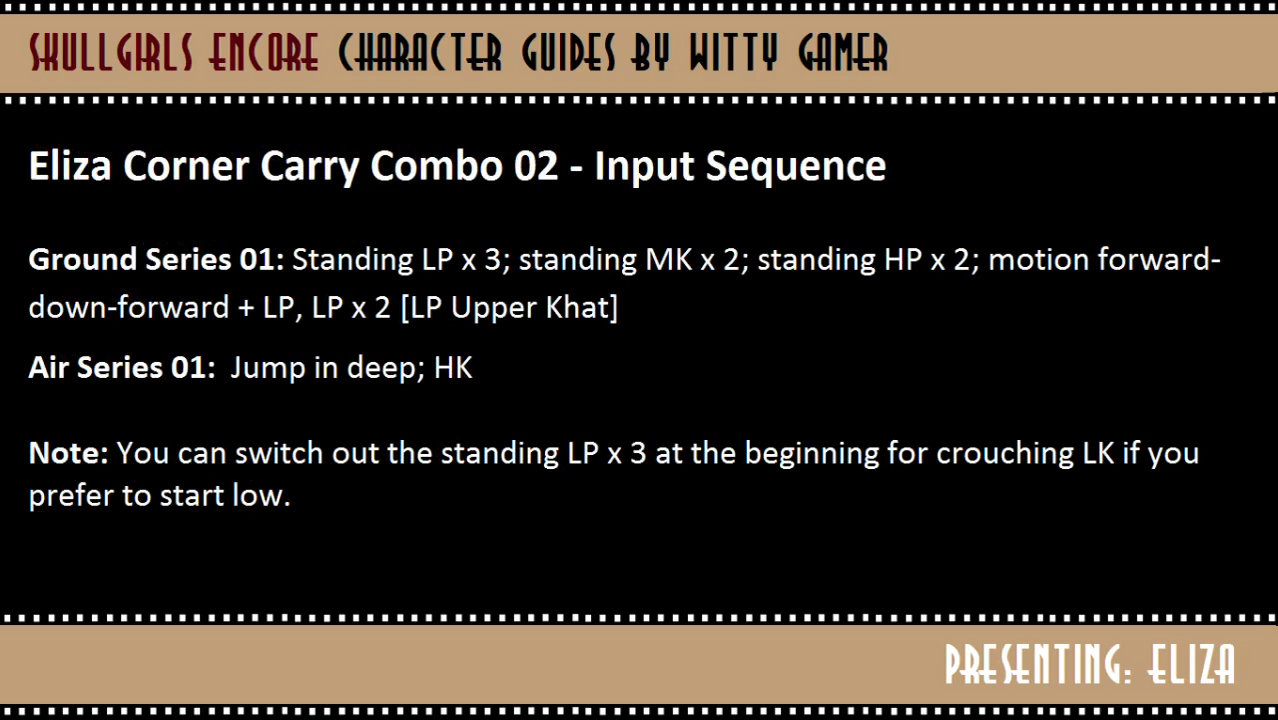 SKULLGIRLS ENCORE CHARACTER GUIDES BY WITTY GAMER
Eliza Corner Carry Combo 02 - Input Sequence
Ground Series 01: Standing LP x 3; standing MK x 2; standing HP x 2; motion forward-
down-forward + LP, LP x 2 [LP Upper Khat]
Air Series 01: Jump in deep; HK
Note: You can switch out the standing LP x 3 at the beginning for crouching LK if you
prefer to start low.
PRESENTING: ELIZA